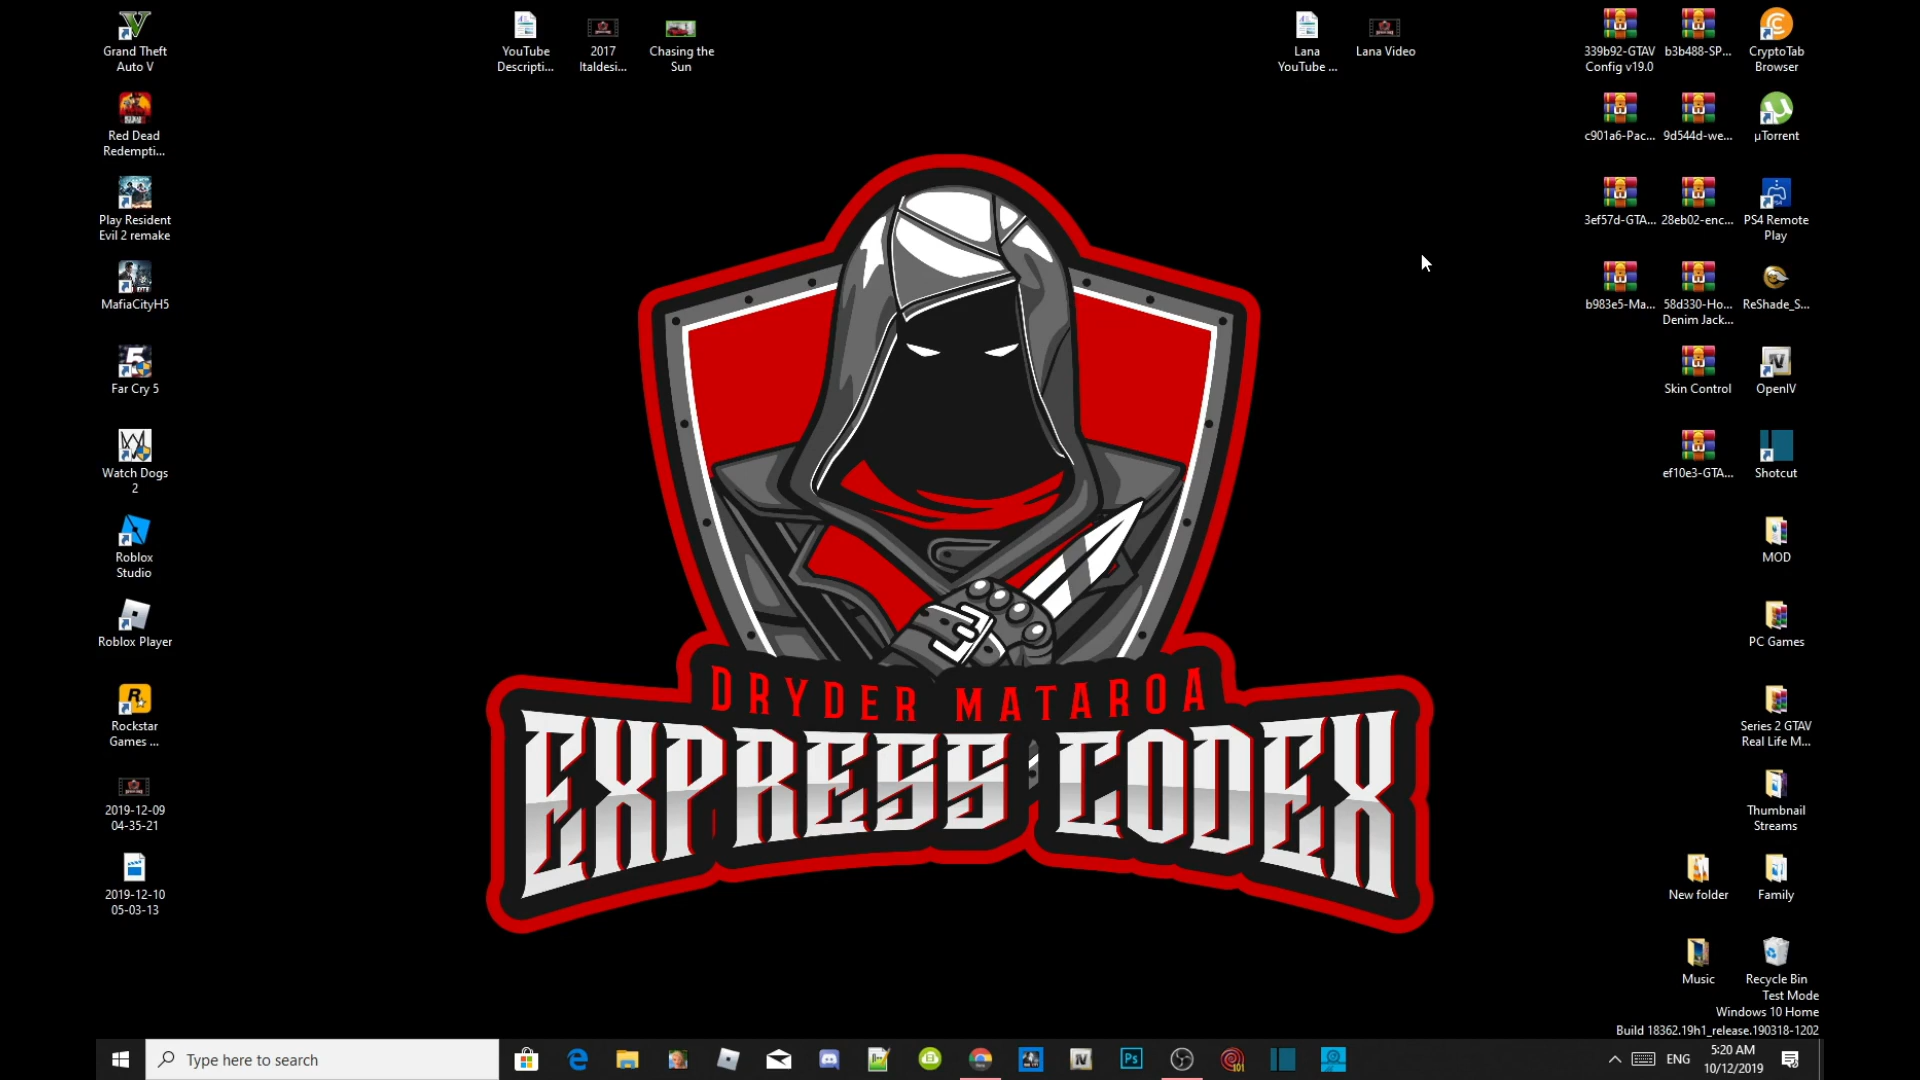 Grand Theft
Auto V
Red Dead
Redempti...
Play Resident
Evil 2 remake
MafiaCityH5
Far Cry 5
Watch Dogs
2
Roblox
Studio
Roblox Player
Rockstar
Games ...
2019-12-09
04-35-21
2019-12-10
05-03-13
YouTube
Descripti...
2017
Italdesi...
Chasing the
Sun
Lana
YouTube ...
Lana Video
339b92-GTAV
Config v19.0
b3b488-SP...
CryptoTab
Browser
c901a6-Pac...
9d544d-we...
µTorrent
3ef57d-GTA...
28eb02-enc...
PS4 Remote
Play
b983e5-Ma...
58d330-Ho...
Denim Jack...
ReShade_S...
Skin Control
OpenIV
ef10e3-GTA...
Shotcut
MOD
PC Games
Series 2 GTAV
Real Life M...
Thumbnail
Streams
New folder
Family
Music
Recycle Bin
DRYDER MATAROA
EXPRESS CODEX
Test Mode
Windows 10 Home
Build 18362.19h1_release.190318-1202
Type here to search
Ps
ENG
5:20 AM
10/12/2019